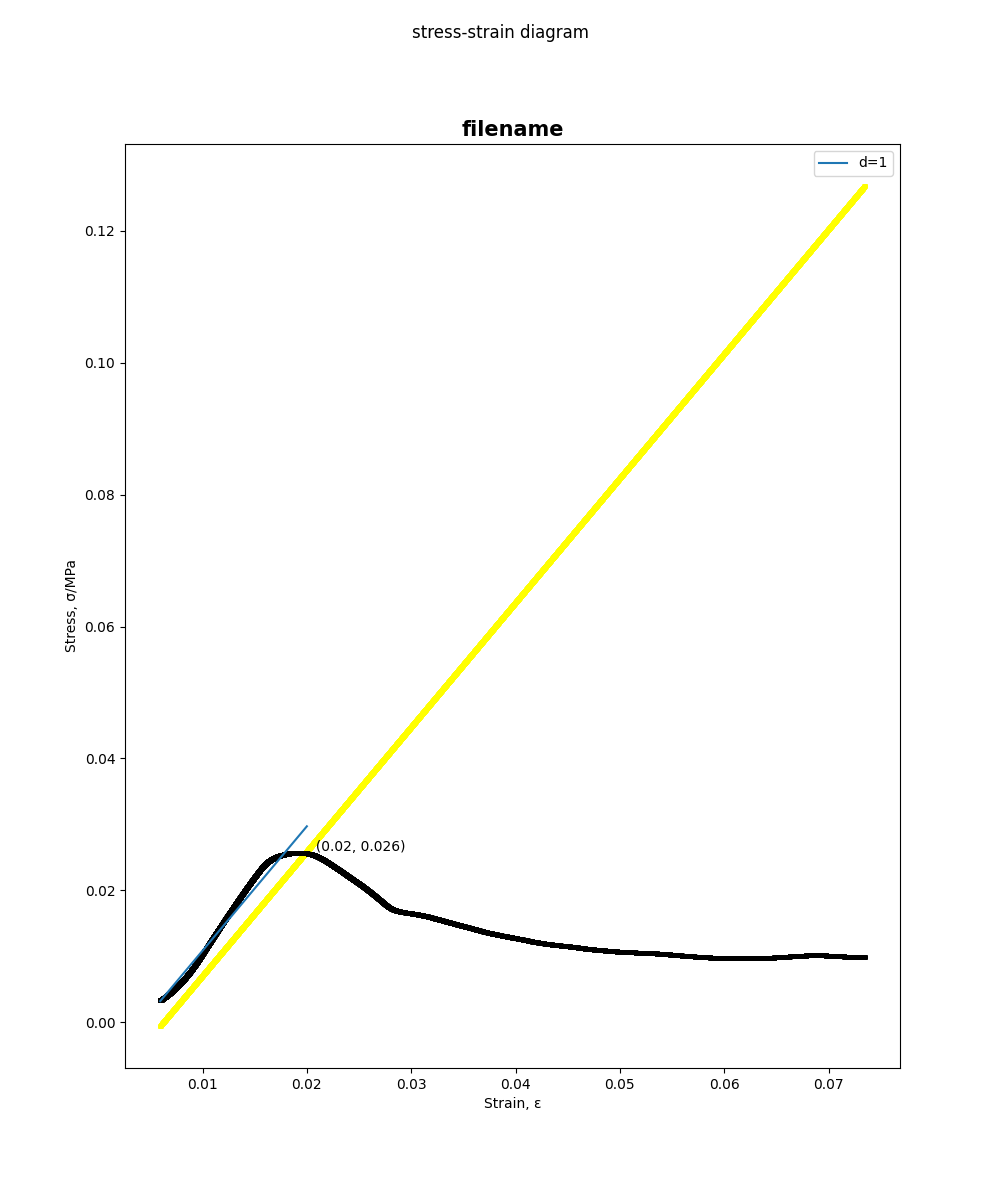 stress-strain diagram
filename
d=1
0.12
0.10
0.08
0.06
0.04
0.02
0.00
Stress, σ/MPa
(0.02, 0.026)
0.01 0.02 0.03 0.04 0.05 0.06 0.07
Strain, ε